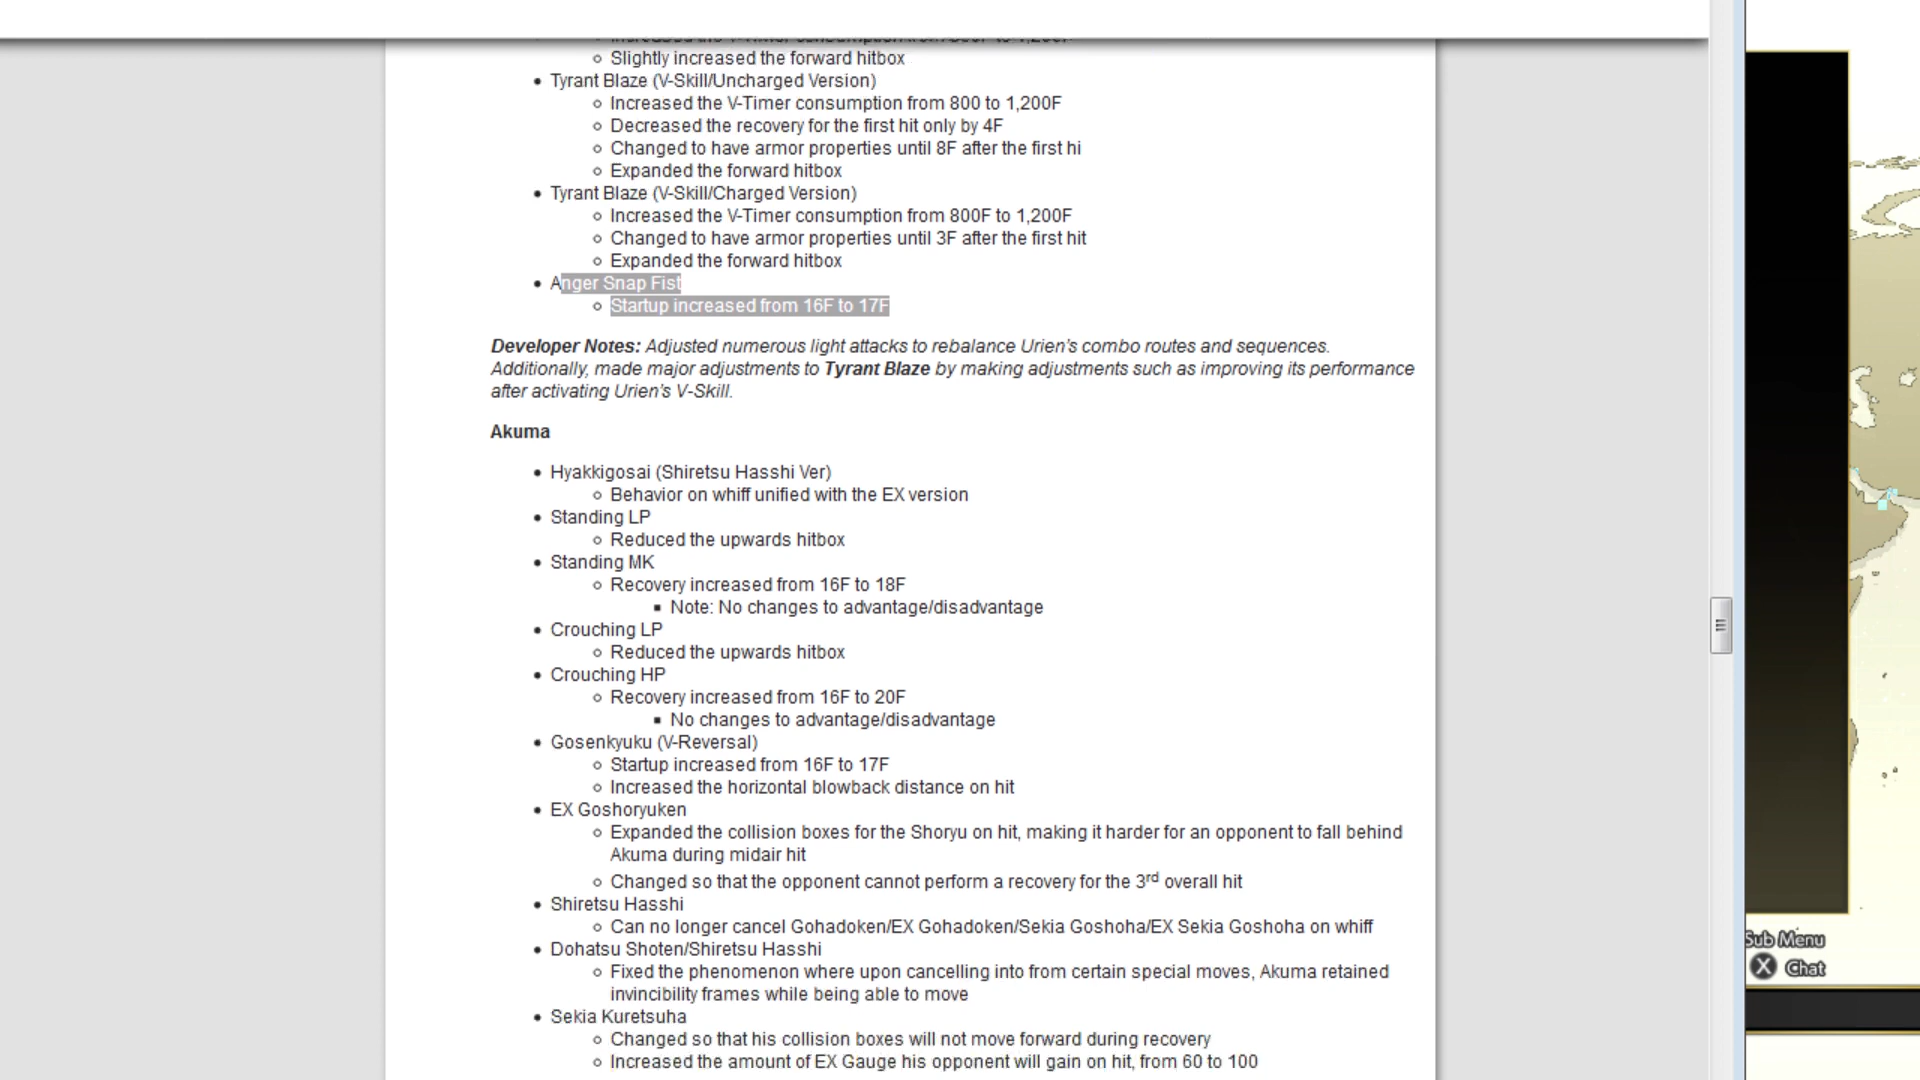 Slightly increased the forward hitbox
Tyrant Blaze (V-Skill/Uncharged Version)
Increased the V-Timer consumption from 800 to 1,200F
Decreased the recovery for the first hit only by 4F
Changed to have armor properties until 8F after the first hi
Expanded the forward hitbox
Tyrant Blaze (V-Skill/Charged Version)
Increased the V-Timer consumption from 800F to 1,200F
Changed to have armor properties until 3F after the first hit
Expanded the forward hitbox
Anger Snap Fist
Startup increased from 16F to 17F
Developer Notes: Adjusted numerous light attacks to rebalance Urien's combo routes and sequences.
Additionally, made major adjustments to Tyrant Blaze by making adjustments such as improving its performance
after activating Urien's V-Skill.
Akuma
Hyakkigosai (Shiretsu Hasshi Ver)
Behavior on whiff unified with the EX version
Standing LP
Reduced the upwards hitbox
Standing MK
Recovery increased from 16F to 18F
Note: No changes to advantage/disadvantage
Crouching LP
Reduced the upwards hitbox
Crouching HP
Recovery increased from 16F to 20F
No changes to advantage/disadvantage
Gosenkyuku (V-Reversal)
Startup increased from 16F to 17F
Increased the horizontal blowback distance on hit
EX Goshoryuken
Expanded the collision boxes for the Shoryu on hit, making it harder for an opponent to fall behind
Akuma during midair hit
Changed so that the opponent cannot perform a recovery for the 3rd overall hit
Shiretsu Hasshi
Can no longer cancel Gohadoken/EX Gohadoken/Sekia Goshoha/EX Sekia Goshoha on whiff
Dohatsu Shoten/Shiretsu Hasshi
Fixed the phenomenon where upon cancelling into from certain special moves, Akuma retained
invincibility frames while being able to move
Sekia Kuretsuha
Changed so that his collision boxes will not move forward during recovery
Increased the amount of EX Gauge his opponent will gain on hit, from 60 to 100
Sub Menu
X Chat